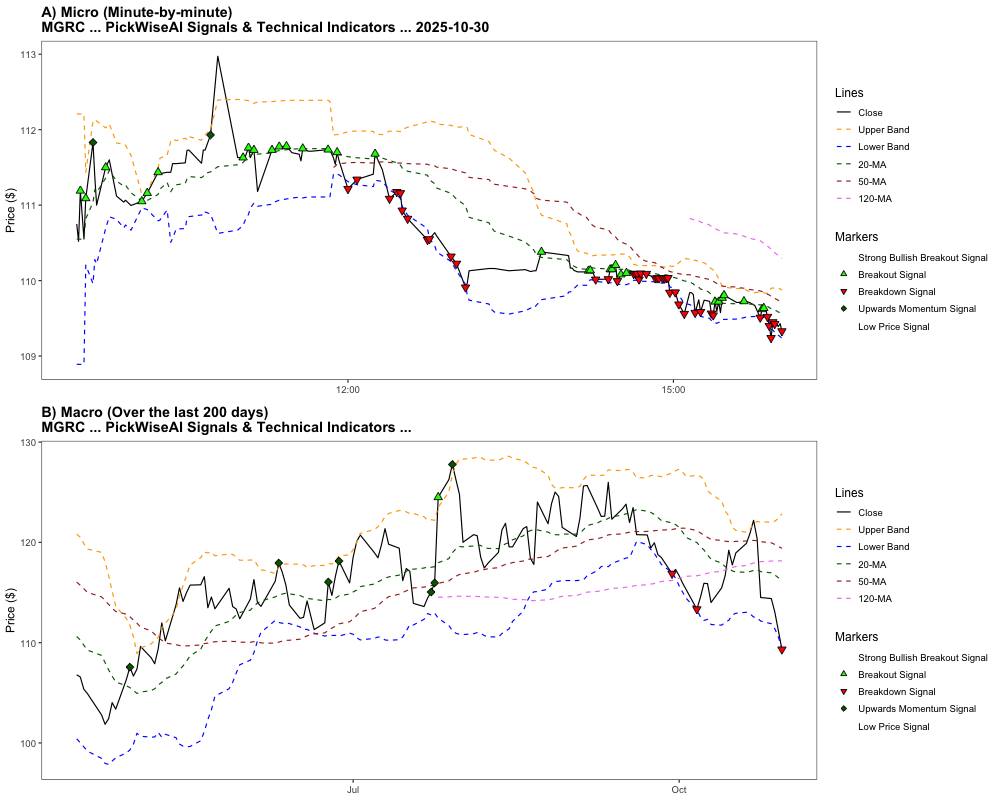 A) Micro (Minute-by-minute)
MGRC ... PickWiseAI Signals & Technical Indicators ... 2025-10-30
Price ($)
113
112
111
110
109
12:00
15:00
Lines
Close
Upper Band
Lower Band
20-MA
50-MA
120-MA
Markers
Strong Bullish Breakout Signal
Breakout Signal
Breakdown Signal
Upwards Momentum Signal
Low Price Signal
B) Macro (Over the last 200 days)
MGRC ... PickWiseAI Signals & Technical Indicators ...
Price ($)
130
120
110
100
Jul
Oct
Lines
Close
Upper Band
Lower Band
20-MA
50-MA
120-MA
Markers
Strong Bullish Breakout Signal
Breakout Signal
Breakdown Signal
Upwards Momentum Signal
Low Price Signal